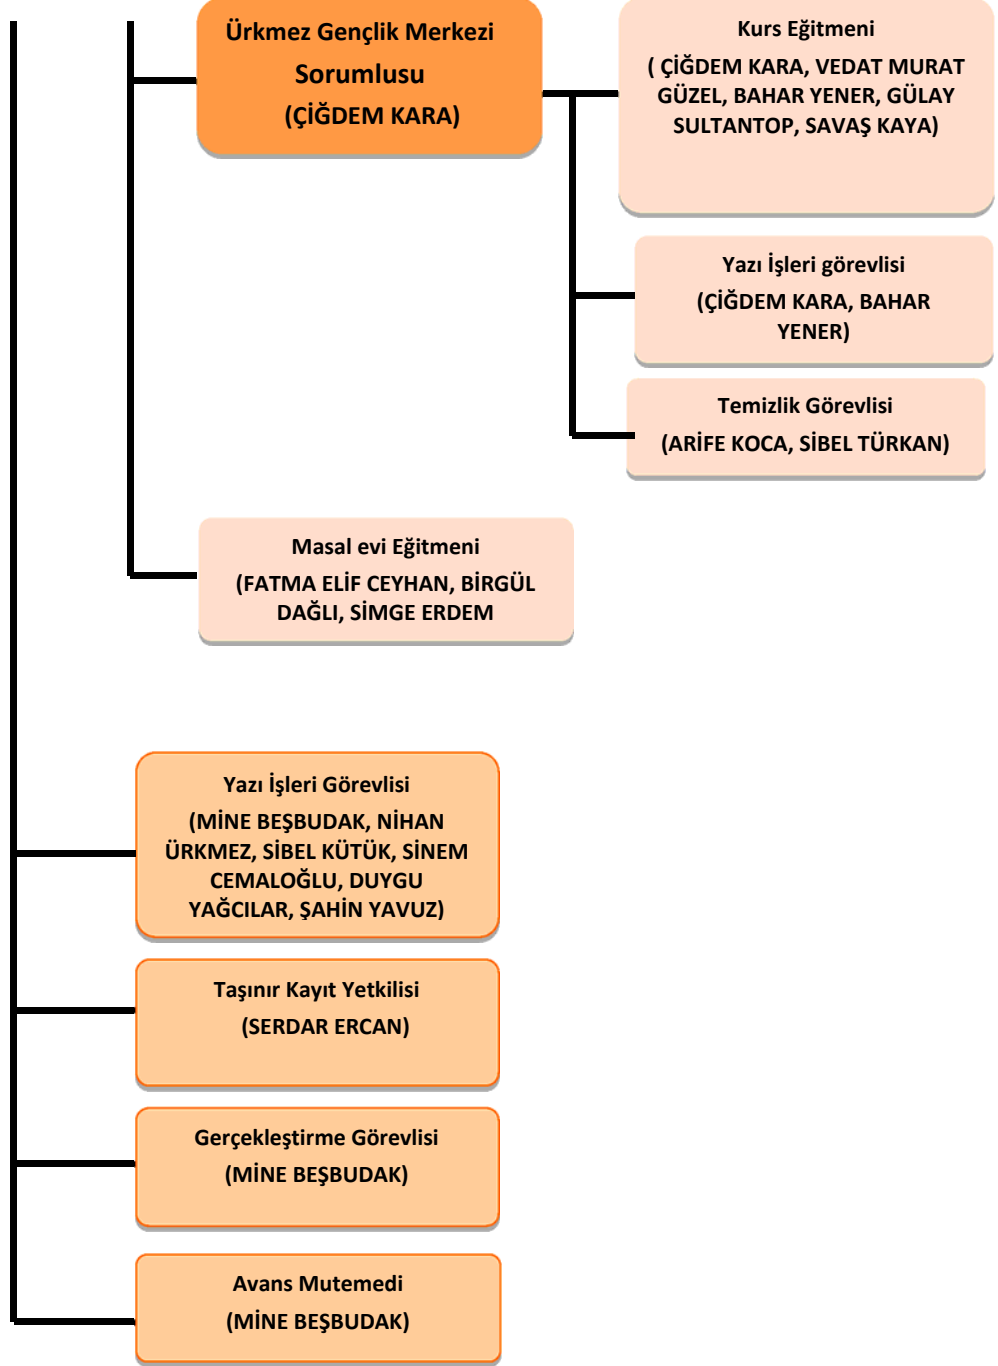 Ürkmez Gençlik Merkezi
Sorumlusu
(ÇİĞDEM KARA)
Kurs Eğitmeni
( ÇİĞDEM KARA, VEDAT MURAT
GÜZEL, BAHAR YENER, GÜLAY
SULTANTOP, SAVAŞ KAYA)
Yazı İşleri görevlisi
(ÇİĞDEM KARA, BAHAR
YENER)
Temizlik Görevlisi
(ARİFE KOCA, SİBEL TÜRKAN)
Masal evi Eğitmeni
(FATMA ELİF CEYHAN, BİRGÜL
DAĞLI, SİMGE ERDEM
Yazı İşleri Görevlisi
(MİNE BEŞBUDAK, NİHAN
ÜRKMEZ, SİBEL KÜTÜK, SİNEM
CEMALOĞLU, DUYGU
YAĞCILAR, ŞAHİN YAVUZ)
Taşınır Kayıt Yetkilisi
(SERDAR ERCAN)
Gerçekleştirme Görevlisi
(MİNE BEŞBUDAK)
Avans Mutemedi
(MİNE BEŞBUDAK)